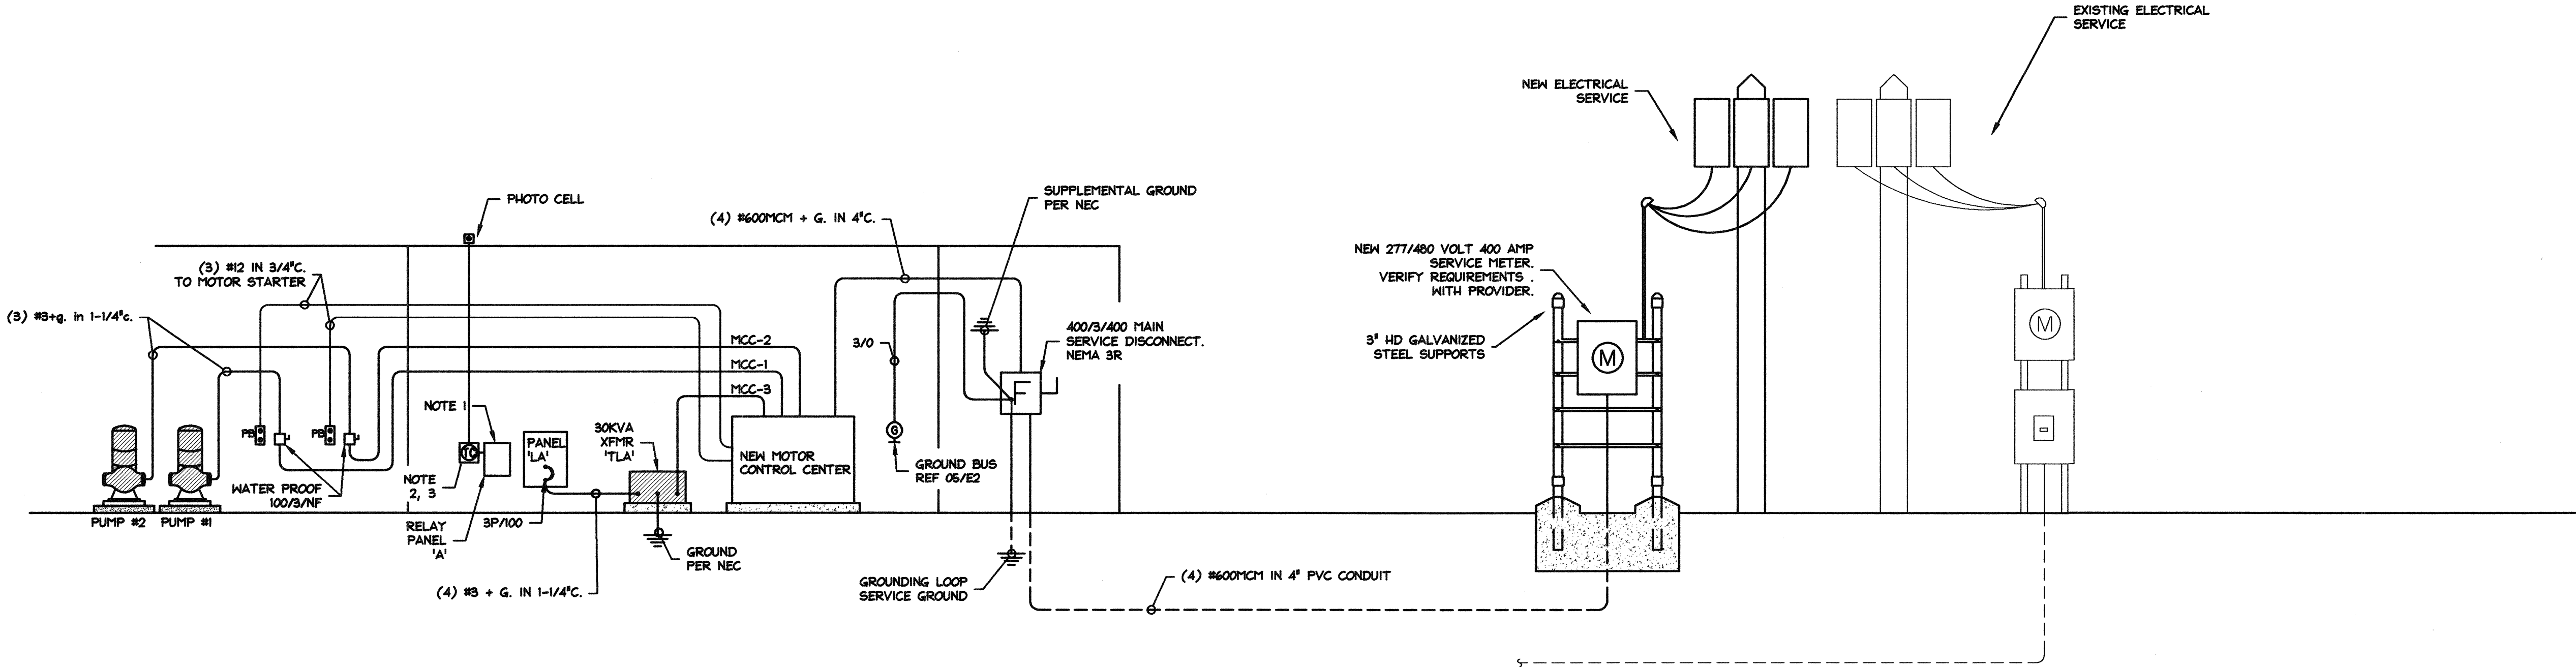 EXISTING ELECTRICAL
SERVICE
NEW ELECTRICAL
SERVICE
PHOTO CELL
SUPPLEMENTAL GROUND
PER NEC
(4) #600MCM + G. IN 4"C.
(3) #12 IN 3/4"C.
TO MOTOR STARTER
(3) #3+g. in 1-1/4"c.
NEW 277/480 VOLT 400 AMP
SERVICE METER.
VERIFY REQUIREMENTS .
WITH PROVIDER.
3" HD GALVANIZED
STEEL SUPPORTS
M
M
400/3/400 MAIN
SERVICE DISCONNECT.
NEMA 3R
3/0
F
MCC-2
MCC-1
MCC-3
NOTE 1
PB
PB
TC
NOTE
2, 3
PANEL
'LA'
30KVA
XFMR
'TLA'
NEW MOTOR
CONTROL CENTER
G
GROUND BUS
REF 05/E2
WATER PROOF
100/3/NF
PUMP #2
PUMP #1
RELAY
PANEL
'A'
3P/100
GROUND
PER NEC
(4) #3 + G. IN 1-1/4"C.
GROUNDING LOOP
SERVICE GROUND
(4) #600MCM IN 4" PVC CONDUIT